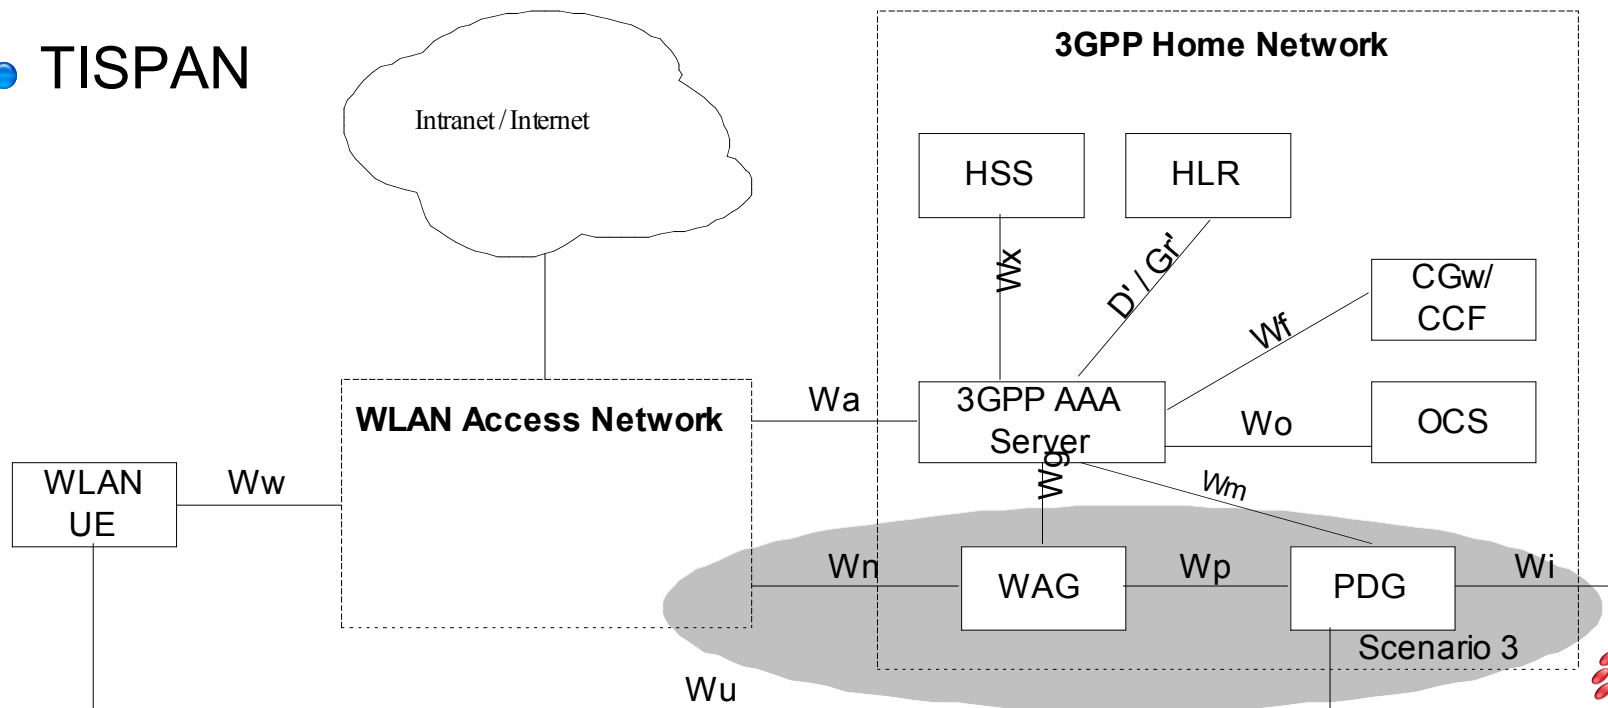 TISPAN
3GPP Home Network
Intranet / Internet
HSS
HLR
Wx
D' / Gr'
CGw/
CCF
Wf
WLAN Access Network
Wa
3GPP AAA
Server
Wo
OCS
WLAN
UE
Ww
Wg
Wm
Wn
WAG
Wp
PDG
Wi
Scenario 3
Wu